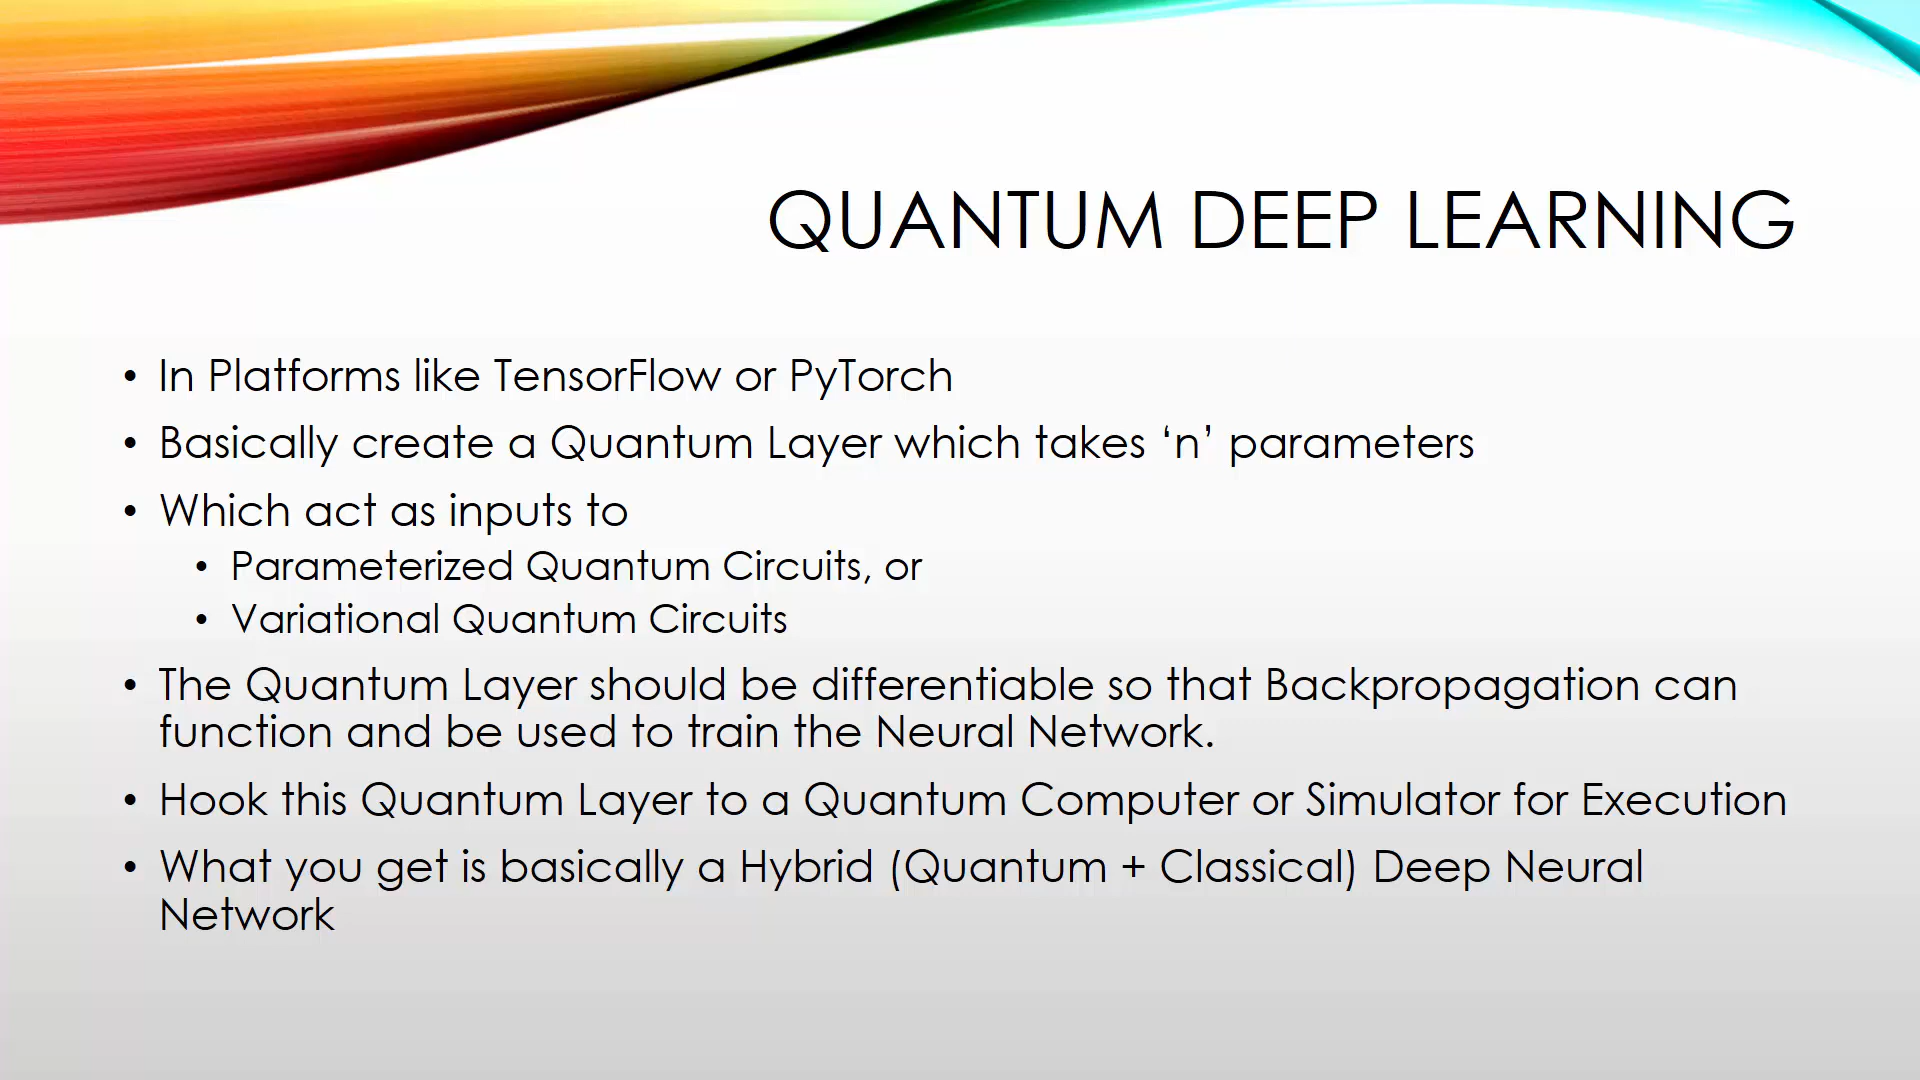 QUANTUM DEEP LEARNING
• In Platforms like TensorFlow or PyTorch
• Basically create a Quantum Layer which takes ‘n’ parameters
• Which act as inputs to
• Parameterized Quantum Circuits, or
• Variational Quantum Circuits
• The Quantum Layer should be differentiable so that Backpropagation can
function and be used to train the Neural Network.
• Hook this Quantum Layer to a Quantum Computer or Simulator for Execution
• What you get is basically a Hybrid (Quantum + Classical) Deep Neural
Network